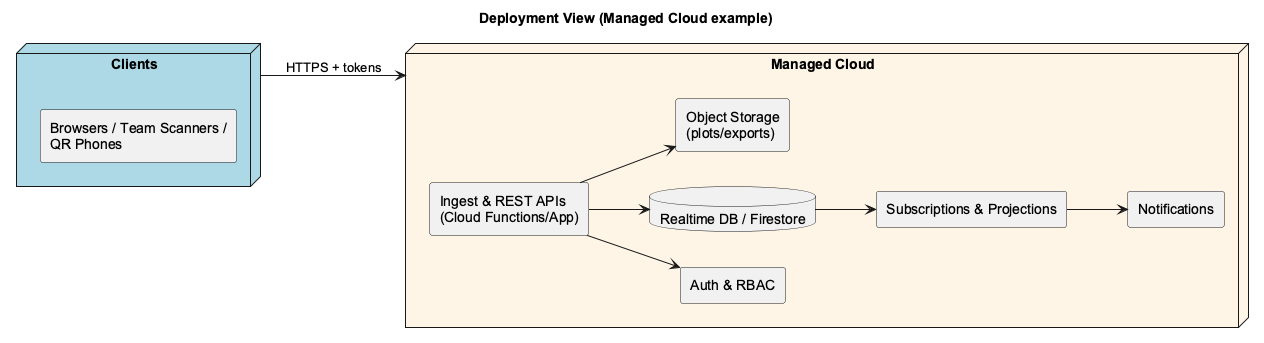 Deployment View (Managed Cloud example)
Clients
HTTPS + tokens
Managed Cloud
Browsers / Team Scanners /
QR Phones
Object Storage
(plots/exports)
Ingest & REST APIs
(Cloud Functions/App)
Realtime DB / Firestore
Subscriptions & Projections
Notifications
Auth & RBAC